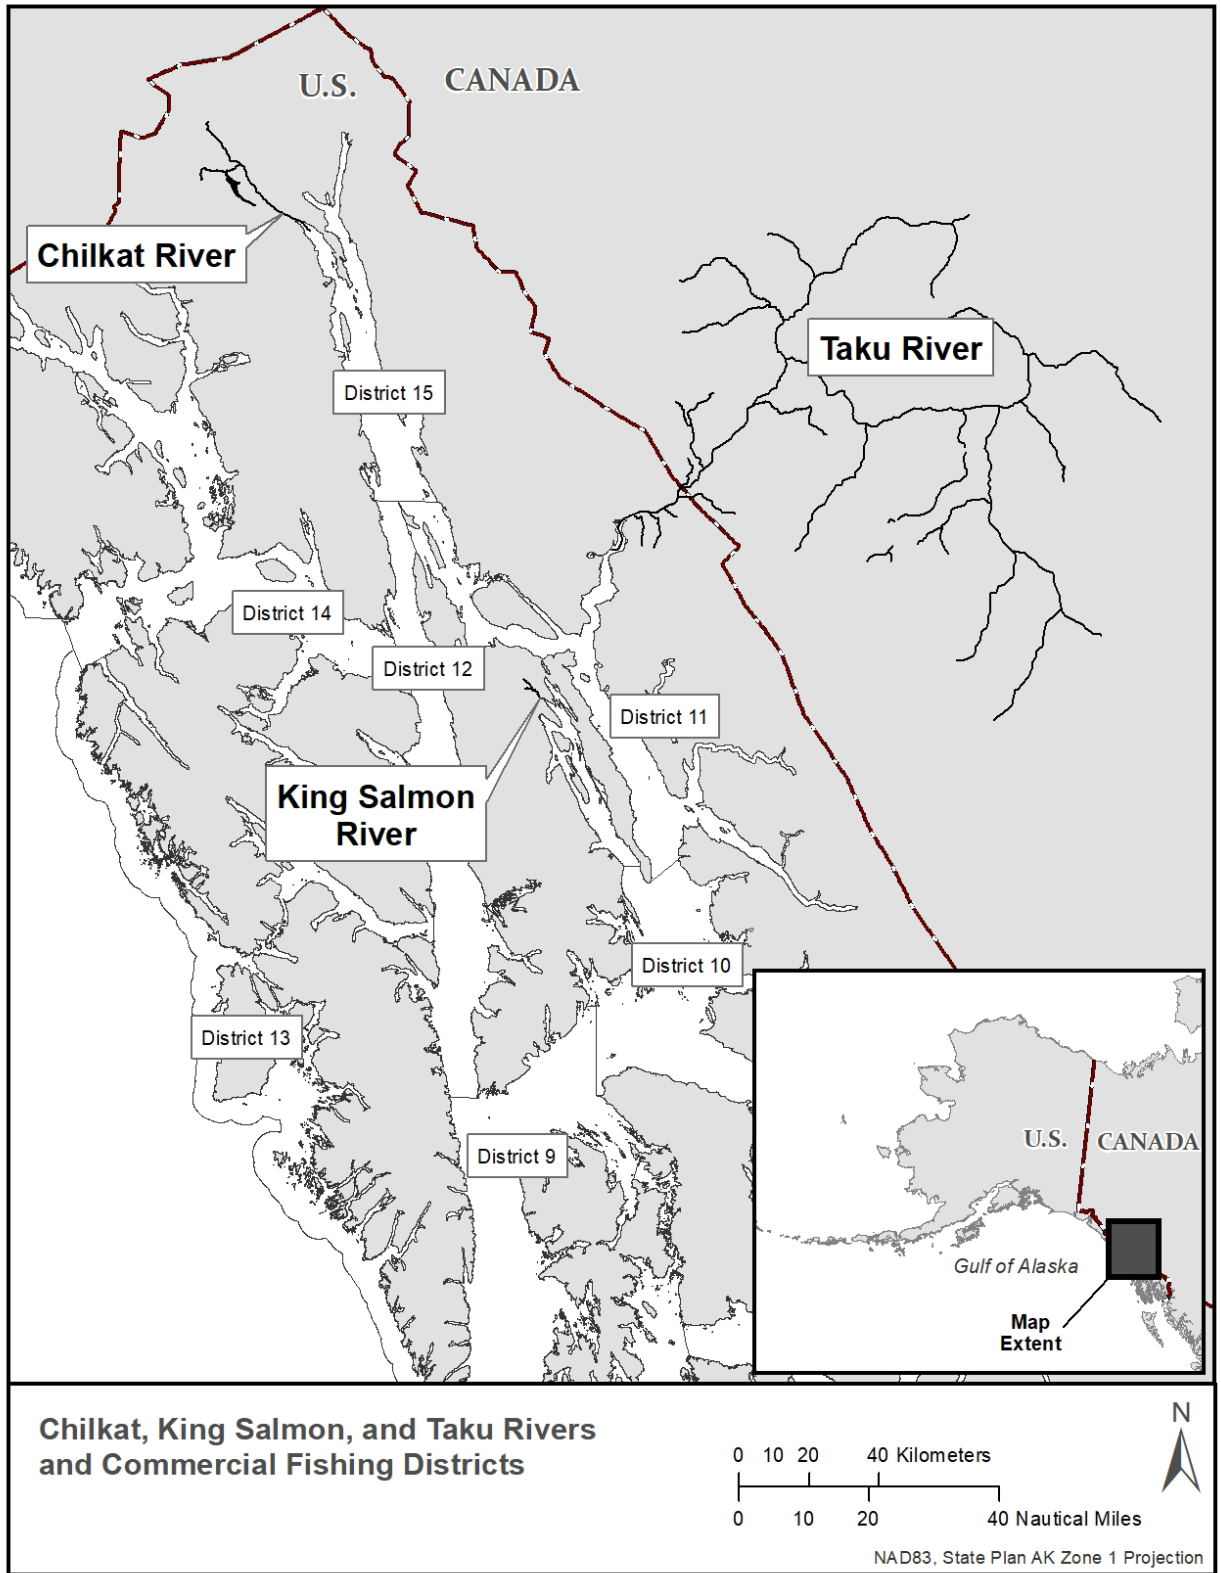 U.S.
CANADA
Chilkat River
Taku River
District 15
District 14
District 12
District 11
King Salmon
River
District 10
District 13
District 9
U.S.
CANADA
Gulf of Alaska
Map
Extent
Chilkat, King Salmon, and Taku Rivers
and Commercial Fishing Districts
N
0 10 20 40 Kilometers
0 10 20 40 Nautical Miles
NAD83, State Plan AK Zone 1 Projection